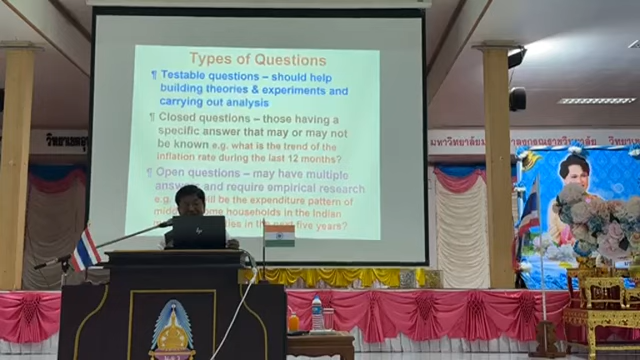 Types of Questions
¶ Testable questions – should help
building theories & experiments and
carrying out analysis
¶ Closed questions – those having a
specific answer that may or may not
be known e.g. what is the trend of the
inflation rate during the last 12 months?
¶ Open questions – may have multiple
and require empirical research
e.g. be the expenditure pattern of
households in the Indian
in the next five years?